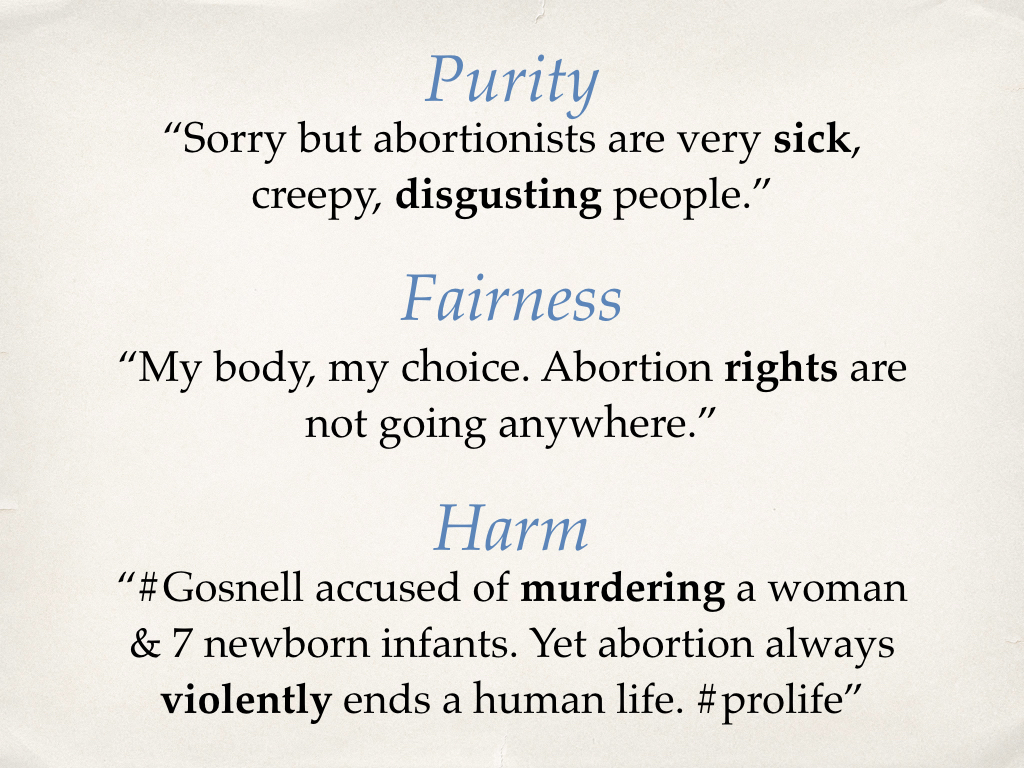 Purity
“Sorry but abortionists are very sick,
creepy, disgusting people.”
Fairness
“My body, my choice. Abortion rights are
not going anywhere.”
Harm
“#Gosnell accused of murdering a woman
& 7 newborn infants. Yet abortion always
violently ends a human life. #prolife”